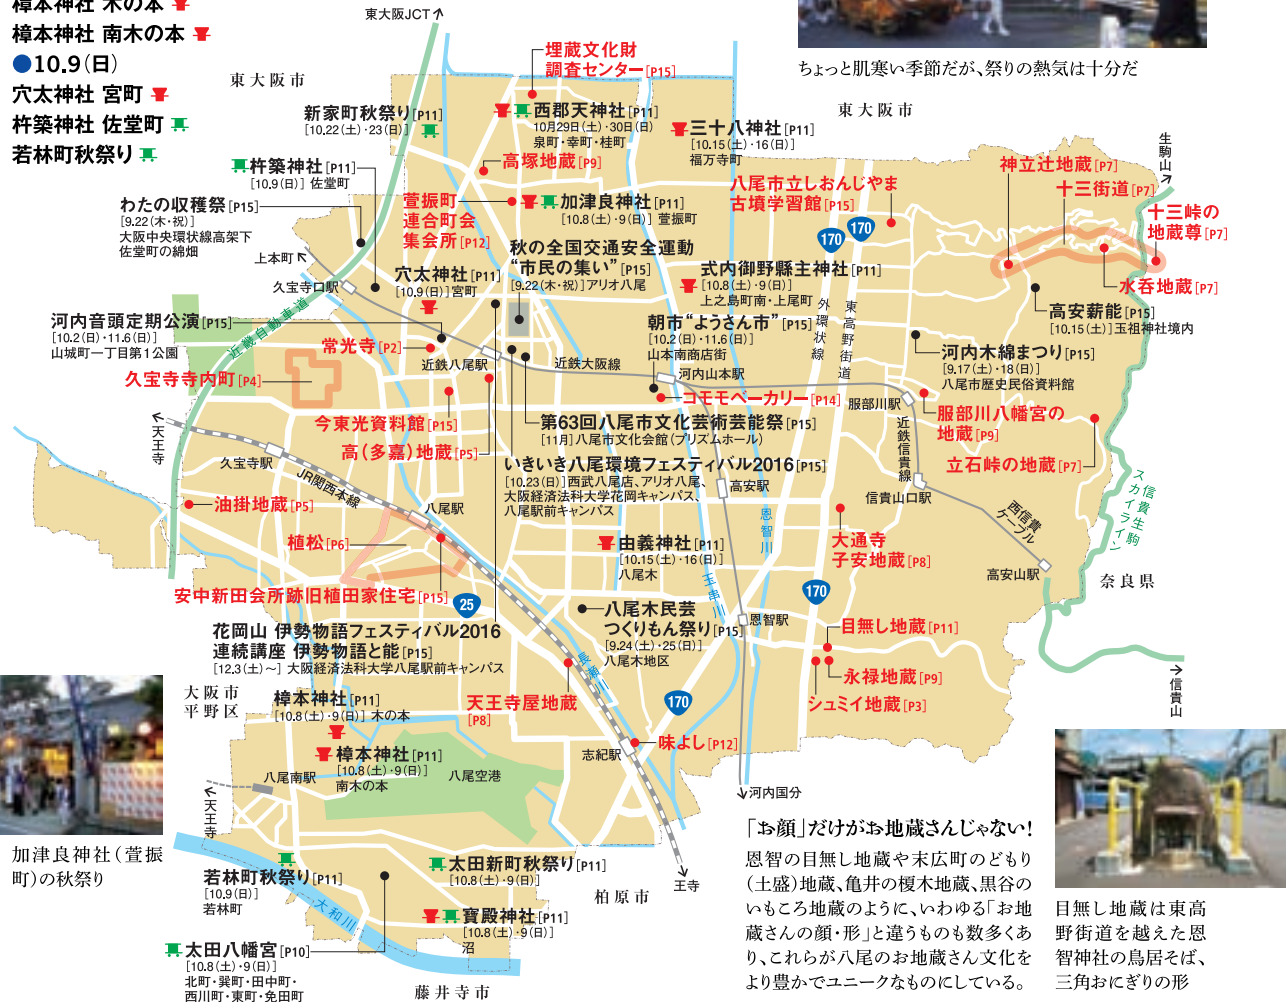 樟本神社 木の本
樟本神社 南木の本
●10.9(日)
穴太神社 宮町
杵築神社 佐堂町
若林町秋祭り
ちょっと肌寒い季節だが、祭りの熱気は十分だ
東大阪JCT
東大阪市
東大阪市
埋蔵文化財
調査センター[P15]
新家町秋祭り[P11]
[10.22(土)・23(日)]
西郡天神社[P11]
10月29日(土)・30日(日)
泉町・幸町・桂町
三十八神社[P11]
[10.15(土)・16(日)]
福万寺町
生駒山
杵築神社[P11]
[10.9(日)] 佐堂町
高塚地蔵[P9]
神立辻地蔵[P7]
十三街道[P7]
十三峠の
地蔵尊[P7]
水呑地蔵[P7]
八尾市立しおんじやま
古墳学習館[P15]
わたの収穫祭[P15]
[9.22(木・祝)]
大阪中央環状線高架下
佐堂町の綿畑
萱振町
連合町会
集会所[P12]
加津良神社[P11]
[10.8(土)・9(日)] 萱振町
170
170
上本町
久宝寺口駅
穴太神社[P11]
[10.9(日)] 宮町
秋の全国交通安全運動
“市民の集い”[P15]
[9.22(木・祝)]アリオ八尾
式内御野縣主神社[P11]
[10.8(土)・9(日)]
上之島町南・上尾町
外環状線
東高野街道
高安薪能[P15]
[10.15(土)]玉祖神社境内
河内音頭定期公演[P15]
[10.2(日)・11.6(日)]
山城町一丁目第1公園
近畿自動車道
常光寺[P2]
近鉄八尾駅
近鉄大阪線
朝市“ようさん市”[P15]
[10.2(日)・11.6(日)]
山本南商店街
河内山本駅
河内木綿まつり[P15]
[9.17(土)・18(日)]
八尾市歴史民俗資料館
久宝寺寺内町[P4]
コモモベーカリー[P14]
服部川駅
服部川八幡宮の
地蔵[P9]
今東光資料館[P15]
高(多嘉)地蔵[P5]
第63回八尾市文化芸術芸能祭[P15]
[11月]八尾市文化会館(プリズムホール)
近鉄信貴線
立石峠の地蔵[P7]
天王寺
久宝寺駅
JR関西本線
いきいき八尾環境フェスティバル2016[P15]
[10.23(日)]西武八尾店、アリオ八尾、
大阪経済法科大学花岡キャンパス、
八尾駅前キャンパス
高安駅
信貴山口駅
西信貴
ケーブル
信貴生駒
スカイライン
油掛地蔵[P5]
八尾駅
恩智川
植松[P6]
由義神社[P11]
[10.15(土)・16(日)]
八尾木
大通寺
子安地蔵[P8]
高安山駅
奈良県
玉串川
安中新田会所跡旧植田家住宅[P15]
25
170
八尾木民芸
つくりもん祭り[P15]
[9.24(土)・25(日)]
八尾木地区
恩智駅
目無し地蔵[P11]
花岡山 伊勢物語フェスティバル2016
連続講座 伊勢物語と能[P15]
[12.3(土)～] 大阪経済法科大学八尾駅前キャンパス
長瀬川
永禄地蔵[P9]
シュミイ地蔵[P3]
信貴山
大阪市
平野区
樟本神社[P11]
[10.8(土)・9(日)] 木の本
天王寺屋地蔵
[P8]
170
樟本神社[P11]
[10.8(土)・9(日)]
南木の本
志紀駅
味よし[P12]
八尾南駅
八尾空港
天王寺
河内国分
加津良神社(萱振
町)の秋祭り
若林町秋祭り[P11]
[10.9(日)]
若林町
太田新町秋祭り[P11]
[10.8(土)・9(日)]
王寺
柏原市
大和川
寶殿神社[P11]
[10.8(土)・9(日)]
沼
太田八幡宮[P10]
[10.8(土)・9(日)]
北町・巽町・田中町・
西川町・東町・免田町
藤井寺市
「お顔」だけがお地蔵さんじゃない!
恩智の目無し地蔵や末広町のどもり
(土盛)地蔵、亀井の榎木地蔵、黒谷の
いもころ地蔵のように、いわゆる「お地
蔵さんの顔・形」と違うものも数多くあ
り、これらが八尾のお地蔵さん文化を
より豊かでユニークなものにしている。
目無し地蔵は東高
野街道を越えた恩
智神社の鳥居そば、
三角おにぎりの形